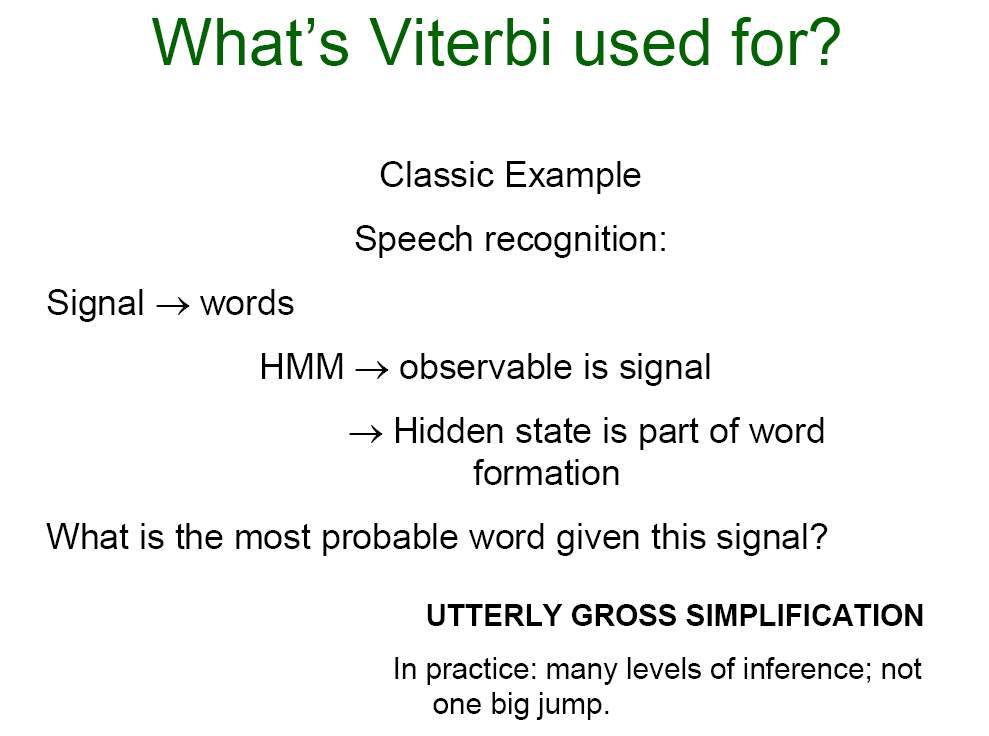 What’s Viterbi used for?
Classic Example
Speech recognition:
Signal → words
HMM → observable is signal
→ Hidden state is part of word
formation
What is the most probable word given this signal?
UTTERLY GROSS SIMPLIFICATION
In practice: many levels of inference; not
one big jump.